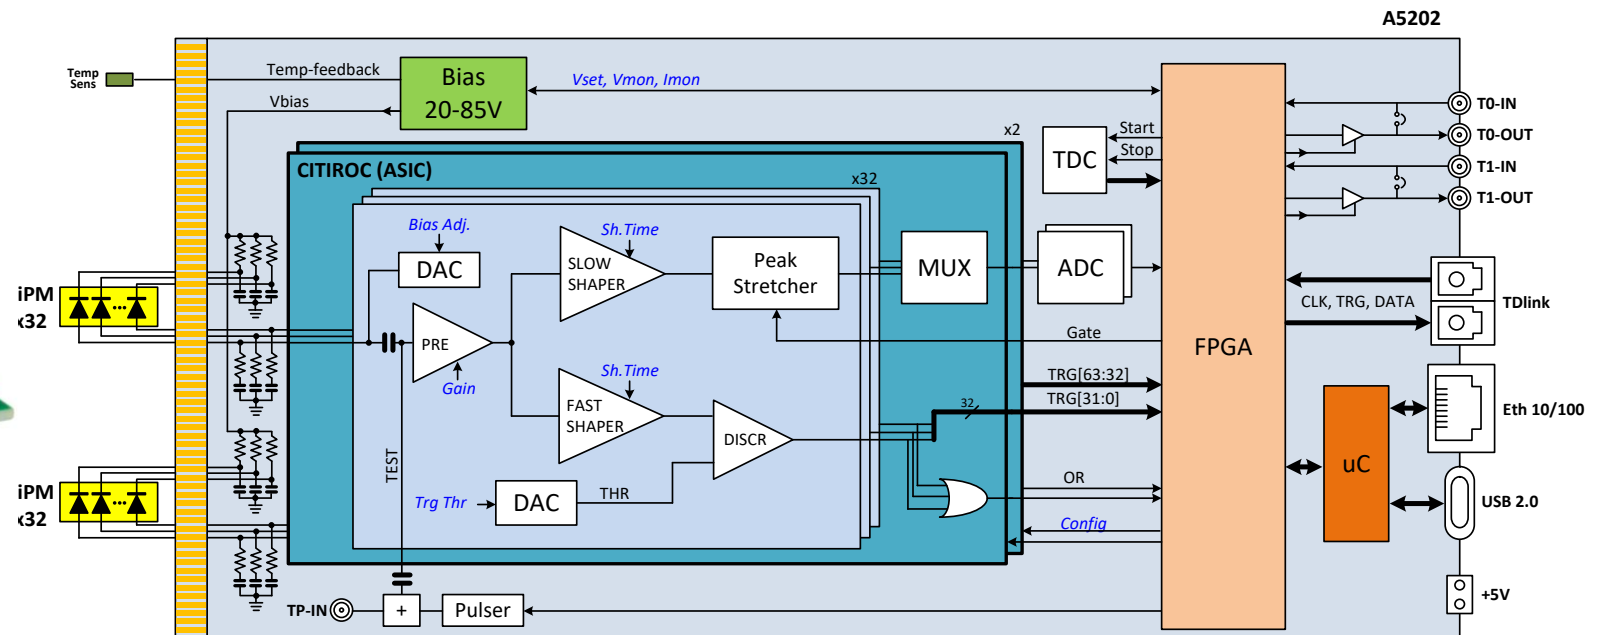 A5202
Temp
Sens
Temp-feedback
Bias
20-85V
Vset, Vmon, Imon
Vbias
T0-IN
T0-OUT
T1-IN
T1-OUT
x2
Start
Stop
TDC
CITIROC (ASIC)
x32
Bias Adj.
DAC
Sh.Time
SLOW
SHAPER
Peak
Stretcher
MUX
ADC
CLK, TRG, DATA
TDlink
iPM
x32
PRE
Gain
Gate
FPGA
Sh.Time
FAST
SHAPER
DISCR
TRG[63:32]
TRG[31:0]
32
Eth 10/100
TEST
uC
iPM
x32
Trg Thr
DAC
THR
OR
USB 2.0
Config
TP-IN
+
Pulser
+5V